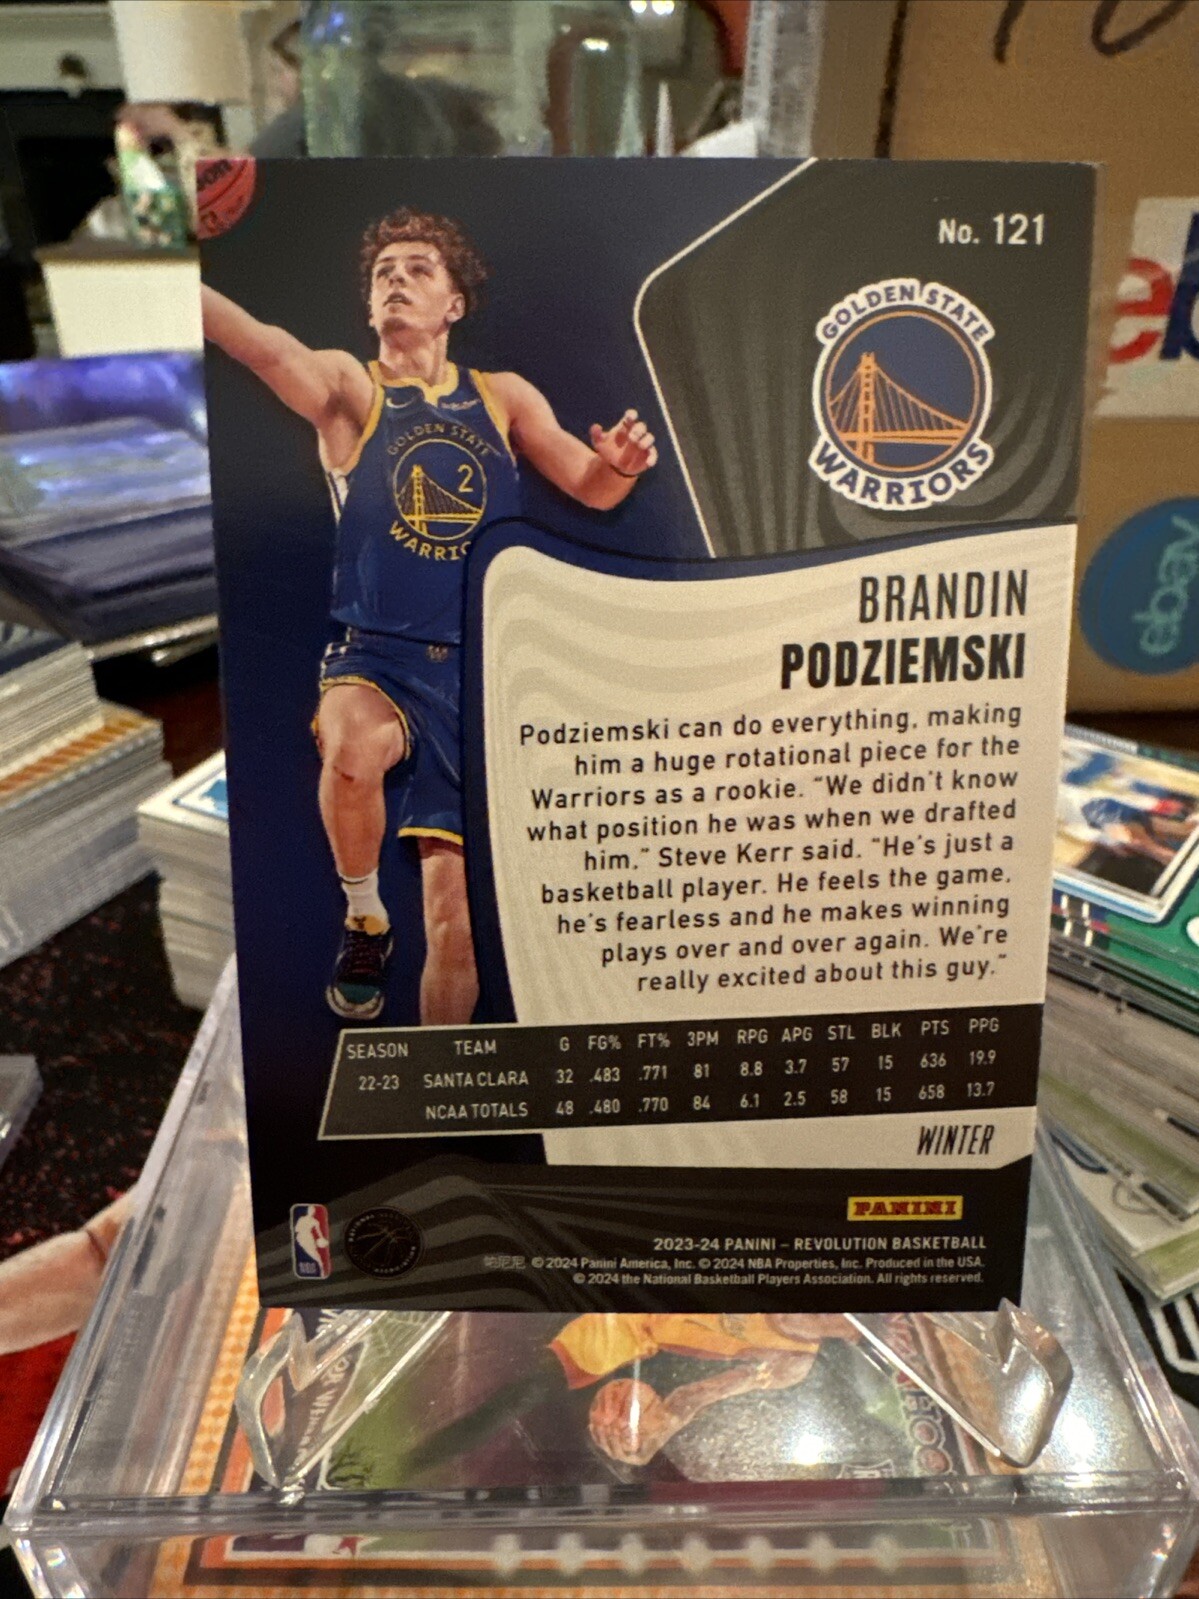 No. 121
GOLDEN STATE
WARRIORS
GOLDEN STATE
2
WARRIO
BRANDIN
PODZIEMSKI
Podziemski can do everything, making
him a huge rotational piece for the
Warriors as a rookie. “We didn’t know
what position he was when we drafted
him,” Steve Kerr said. “He’s just a
basketball player. He feels the game,
he’s fearless and he makes winning
plays over and over again. We’re
really excited about this guy.”
SEASON TEAM G FG% FT% 3PM RPG APG STL BLK PTS PPG
22-23 SANTA CLARA 32 .483 .771 81 8.8 3.7 57 15 636 19.9
NCAA TOTALS 48 .480 .770 84 6.1 2.5 58 15 658 13.7
WINTER
PANINI
2023-24 PANINI – REVOLUTION BASKETBALL
帕尼尼 © 2024 Panini America, Inc. © 2024 NBA Properties, Inc. Produced in the USA.
© 2024 the National Basketball Players Association. All rights reserved.
ebay